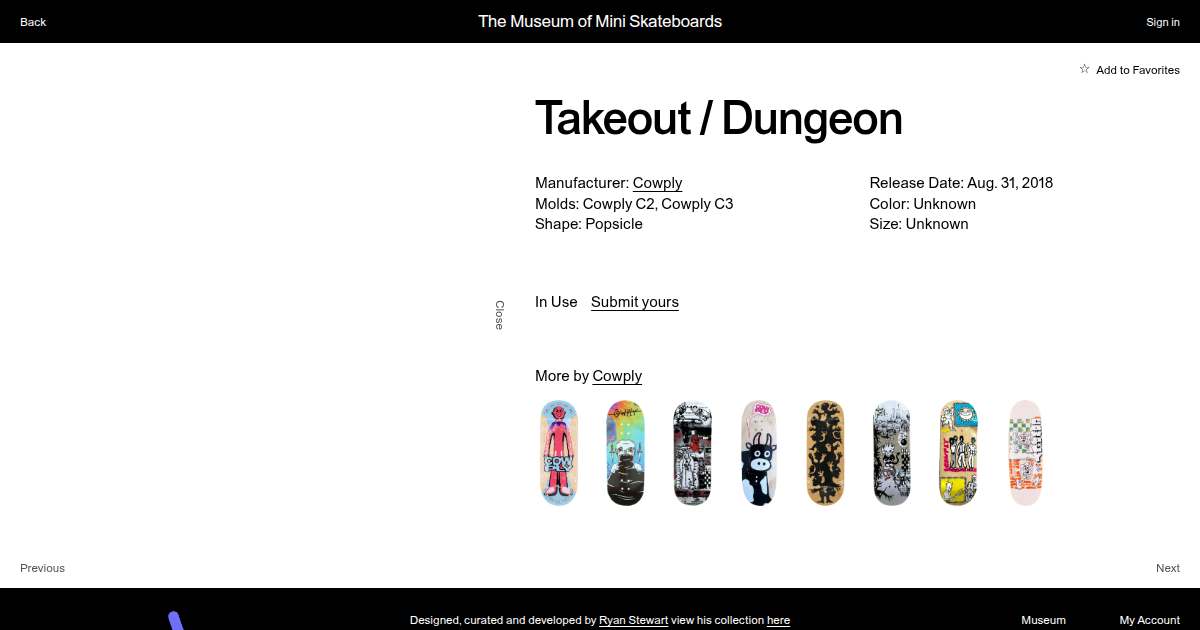 Back
The Museum of Mini Skateboards
Sign in
☆ Add to Favorites
Takeout / Dungeon
Manufacturer: Cowply
Molds: Cowply C2, Cowply C3
Shape: Popsicle
Release Date: Aug. 31, 2018
Color: Unknown
Size: Unknown
Close
In Use Submit yours
More by Cowply
Previous
Next
Designed, curated and developed by Ryan Stewart view his collection here
Museum
My Account